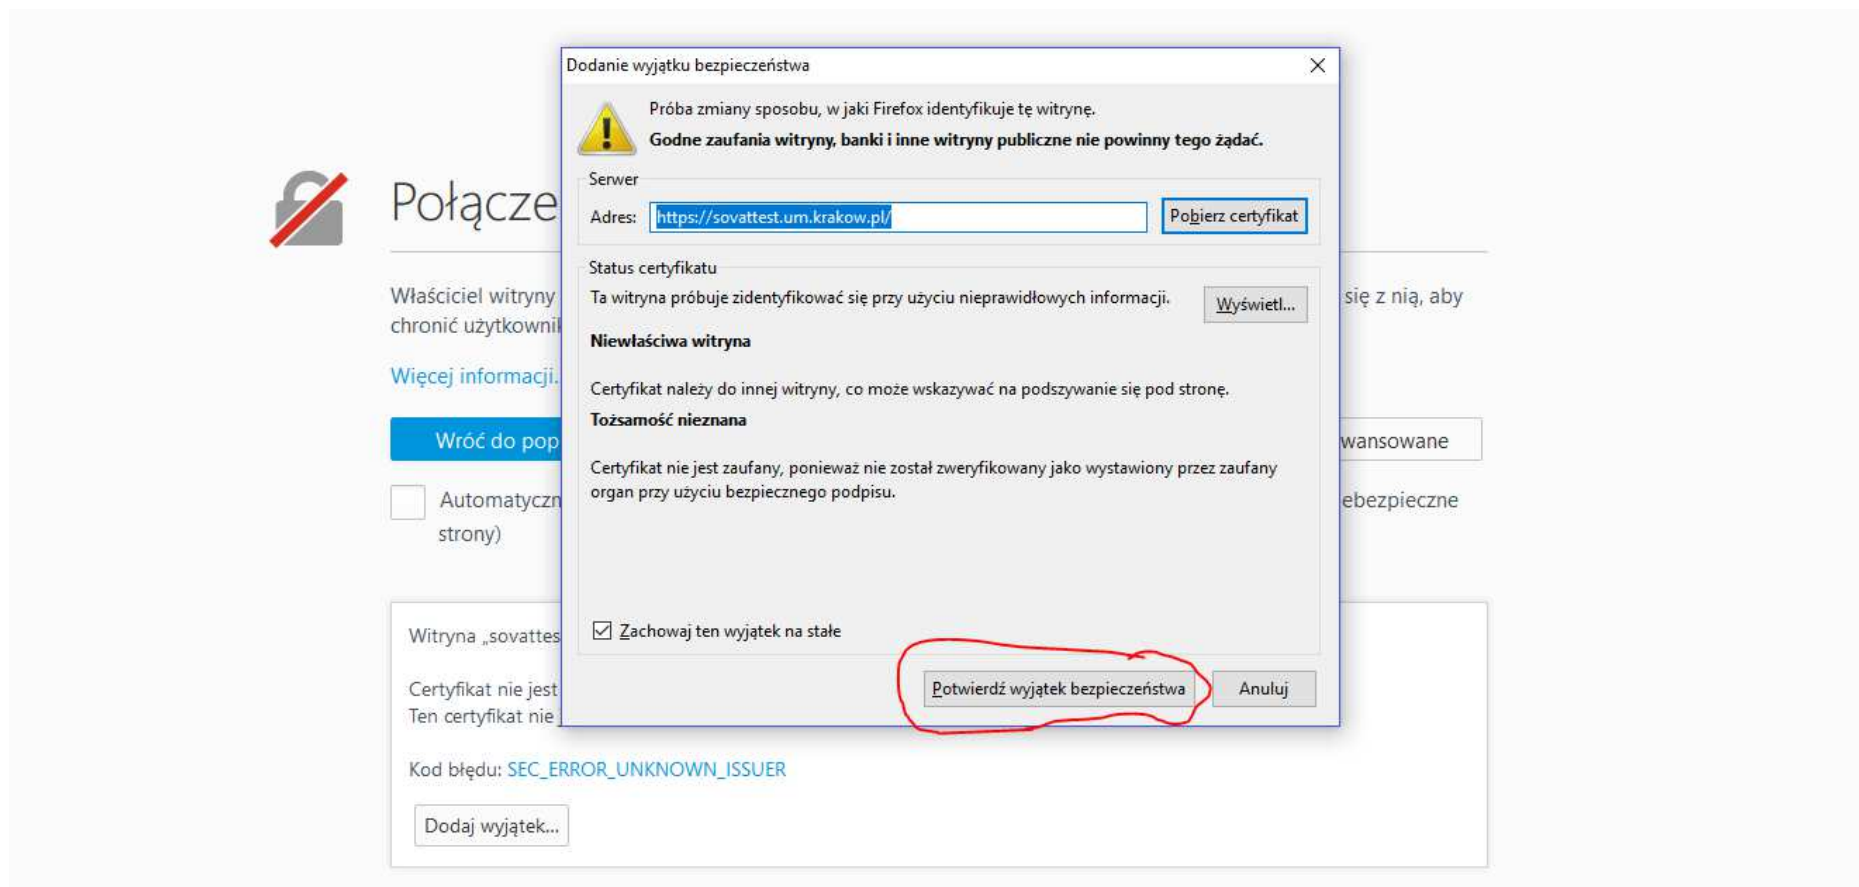 Dodanie wyjątku bezpieczeństwa
Próba zmiany sposobu, w jaki Firefox identyfikuje tę witrynę.
Godne zaufania witryny, banki i inne witryny publiczne nie powinny tego żądać.
Serwer
Adres: https://sovattest.um.krakow.pl/ Pobierz certyfikat
Status certyfikatu
Ta witryna próbuje zidentyfikować się przy użyciu nieprawidłowych informacji. Wyświetl...
Niewłaściwa witryna
Certyfikat należy do innej witryny, co może wskazywać na podszywanie się pod stronę.
Tożsamość nieznana
Certyfikat nie jest zaufany, ponieważ nie został zweryfikowany jako wystawiony przez zaufany
organ przy użyciu bezpiecznego podpisu.
Zachowaj ten wyjątek na stałe
Potwierdź wyjątek bezpieczeństwa Anuluj
Połącze
Właściciel witryny się z nią, aby
chronić użytkownik
Więcej informacji.
Wróć do pop wansowane
Automatyczn ebezpieczne
strony)
Witryna „sovattes
Certyfikat nie jest
Ten certyfikat nie
Kod błędu: SEC_ERROR_UNKNOWN_ISSUER
Dodaj wyjątek...